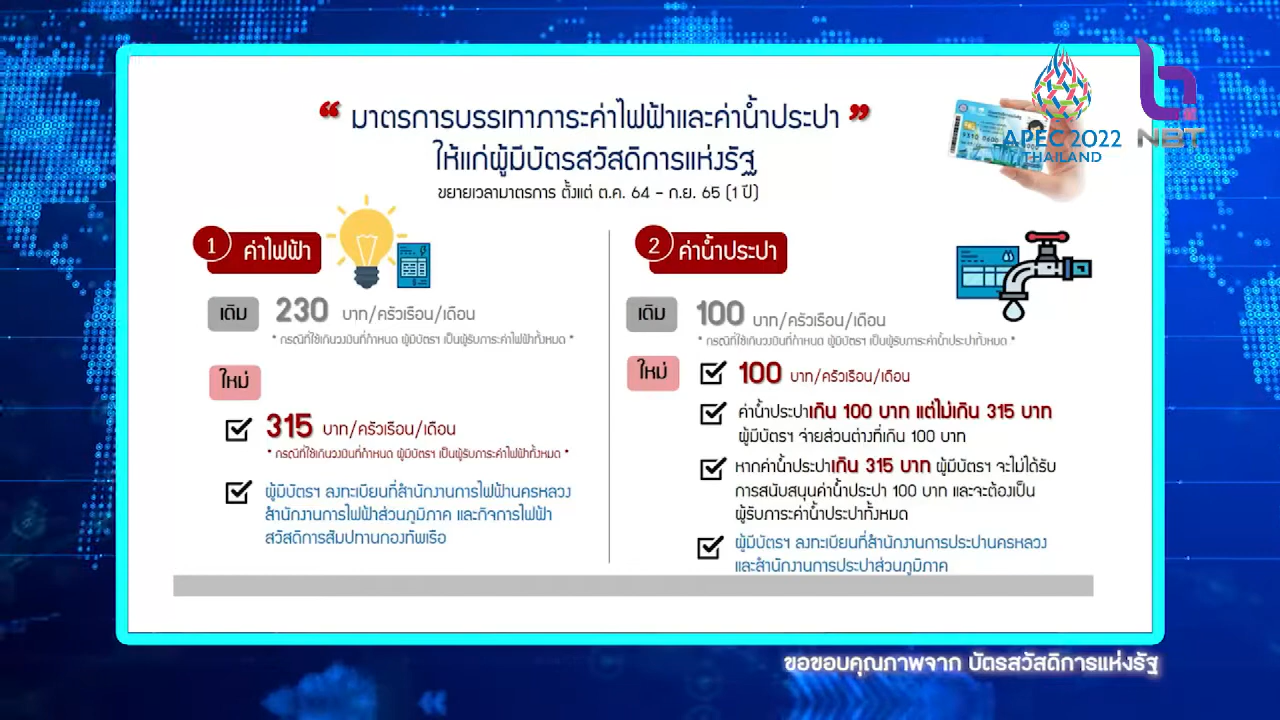 “ มาตรการบรรเทาภาระค่าไฟฟ้าและค่าน้ำประปา ”
ให้แก่ผู้มีบัตรสวัสดิการแห่งรัฐ
ขยายเวลามาตรการ ตั้งแต่ ต.ค. 64 - ก.ย. 65 (1 ปี)
APEC 2022
THAILAND
NBT
1 ค่าไฟฟ้า
เดิม 230 บาท/ครัวเรือน/เดือน
* กรณีที่ใช้เกินวงเงินที่กำหนด ผู้มีบัตรฯ เป็นผู้รับภาระค่าไฟฟ้าทั้งหมด *
ใหม่
315 บาท/ครัวเรือน/เดือน
* กรณีที่ใช้เกินวงเงินที่กำหนด ผู้มีบัตรฯ เป็นผู้รับภาระค่าไฟฟ้าทั้งหมด *
ผู้มีบัตรฯ ลงทะเบียนที่สำนักงานการไฟฟ้านครหลวง
สำนักงานการไฟฟ้าส่วนภูมิภาค และกิจการไฟฟ้า
สวัสดิการสัมปทานกองทัพเรือ
2 ค่าน้ำประปา
เดิม 100 บาท/ครัวเรือน/เดือน
* กรณีที่ใช้เกินวงเงินที่กำหนด ผู้มีบัตรฯ เป็นผู้รับภาระค่าน้ำประปาทั้งหมด *
ใหม่ 100 บาท/ครัวเรือน/เดือน
ค่าน้ำประปาเกิน 100 บาท แต่ไม่เกิน 315 บาท
ผู้มีบัตรฯ จ่ายส่วนต่างที่เกิน 100 บาท
หากค่าน้ำประปาเกิน 315 บาท ผู้มีบัตรฯ จะไม่ได้รับ
การสนับสนุนค่าน้ำประปา 100 บาท และจะต้องเป็น
ผู้รับภาระค่าน้ำประปาทั้งหมด
ผู้มีบัตรฯ ลงทะเบียนที่สำนักงานการประปานครหลวง
และสำนักงานการประปาส่วนภูมิภาค
ขอขอบคุณภาพจาก บัตรสวัสดิการแห่งรัฐ